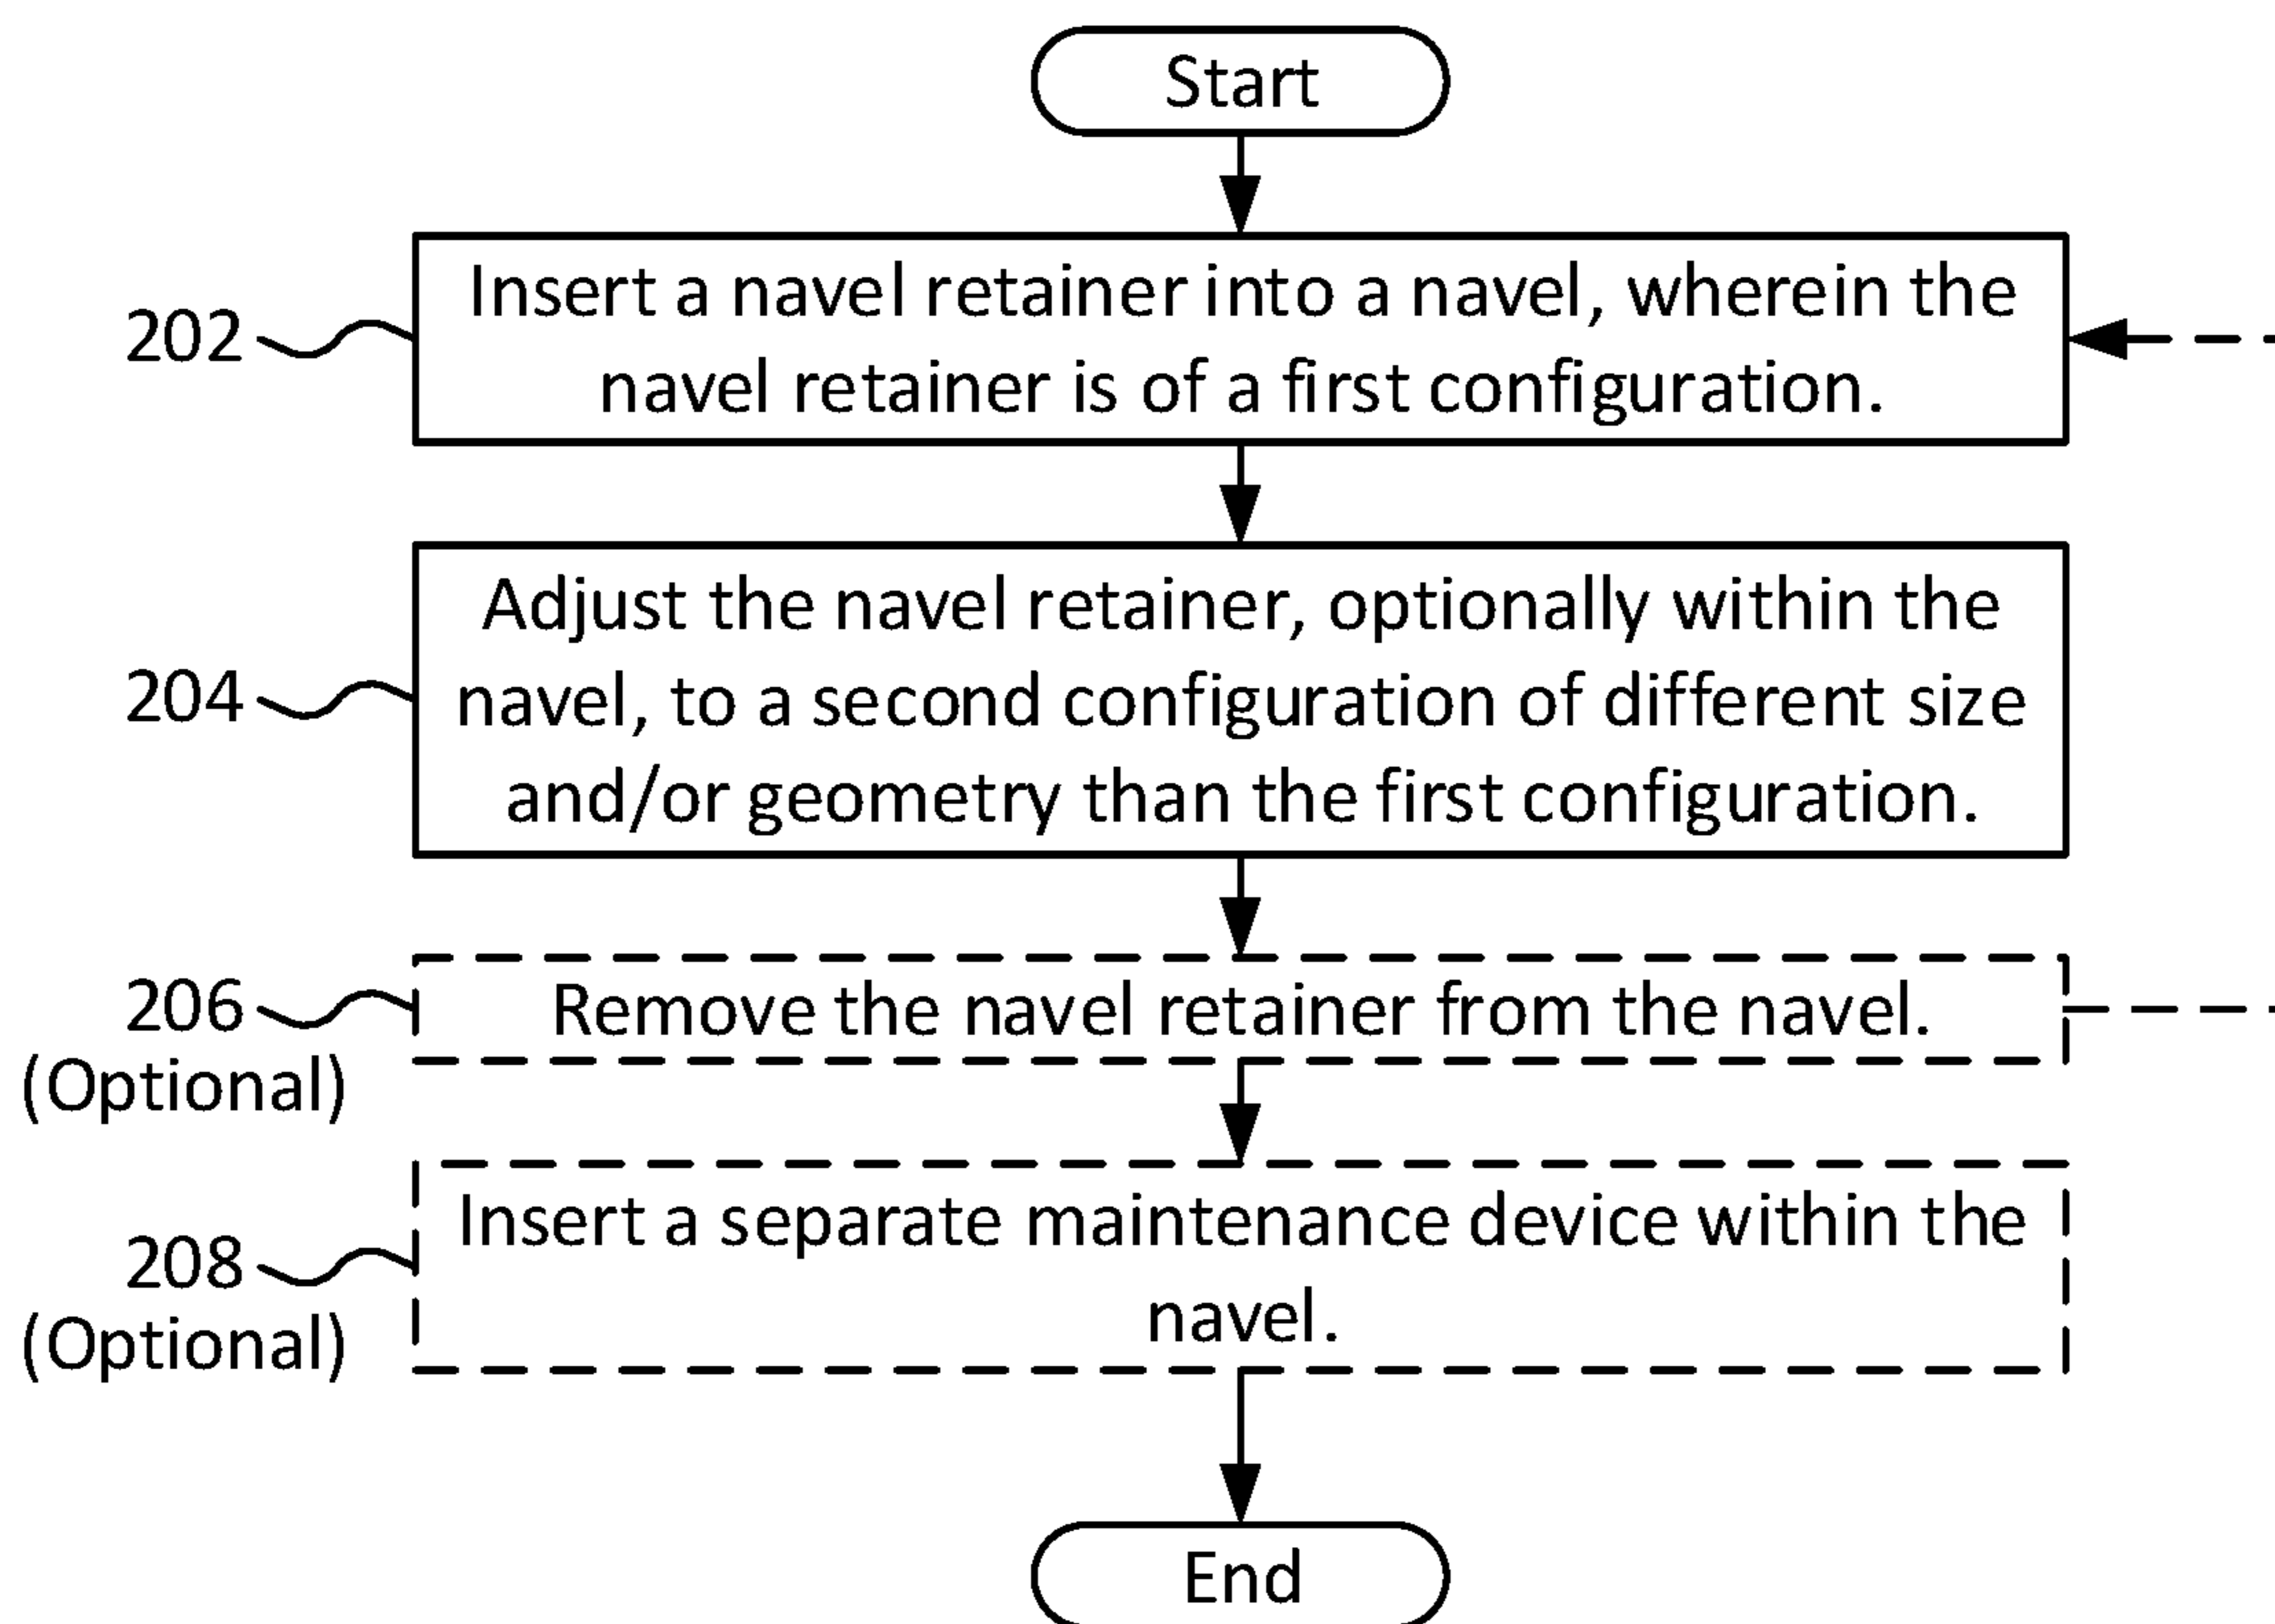 Start
202
Insert a navel retainer into a navel, wherein the
navel retainer is of a first configuration.
204
Adjust the navel retainer, optionally within the
navel, to a second configuration of different size
and/or geometry than the first configuration.
206
(Optional)
Remove the navel retainer from the navel.
208
(Optional)
Insert a separate maintenance device within the
navel.
End